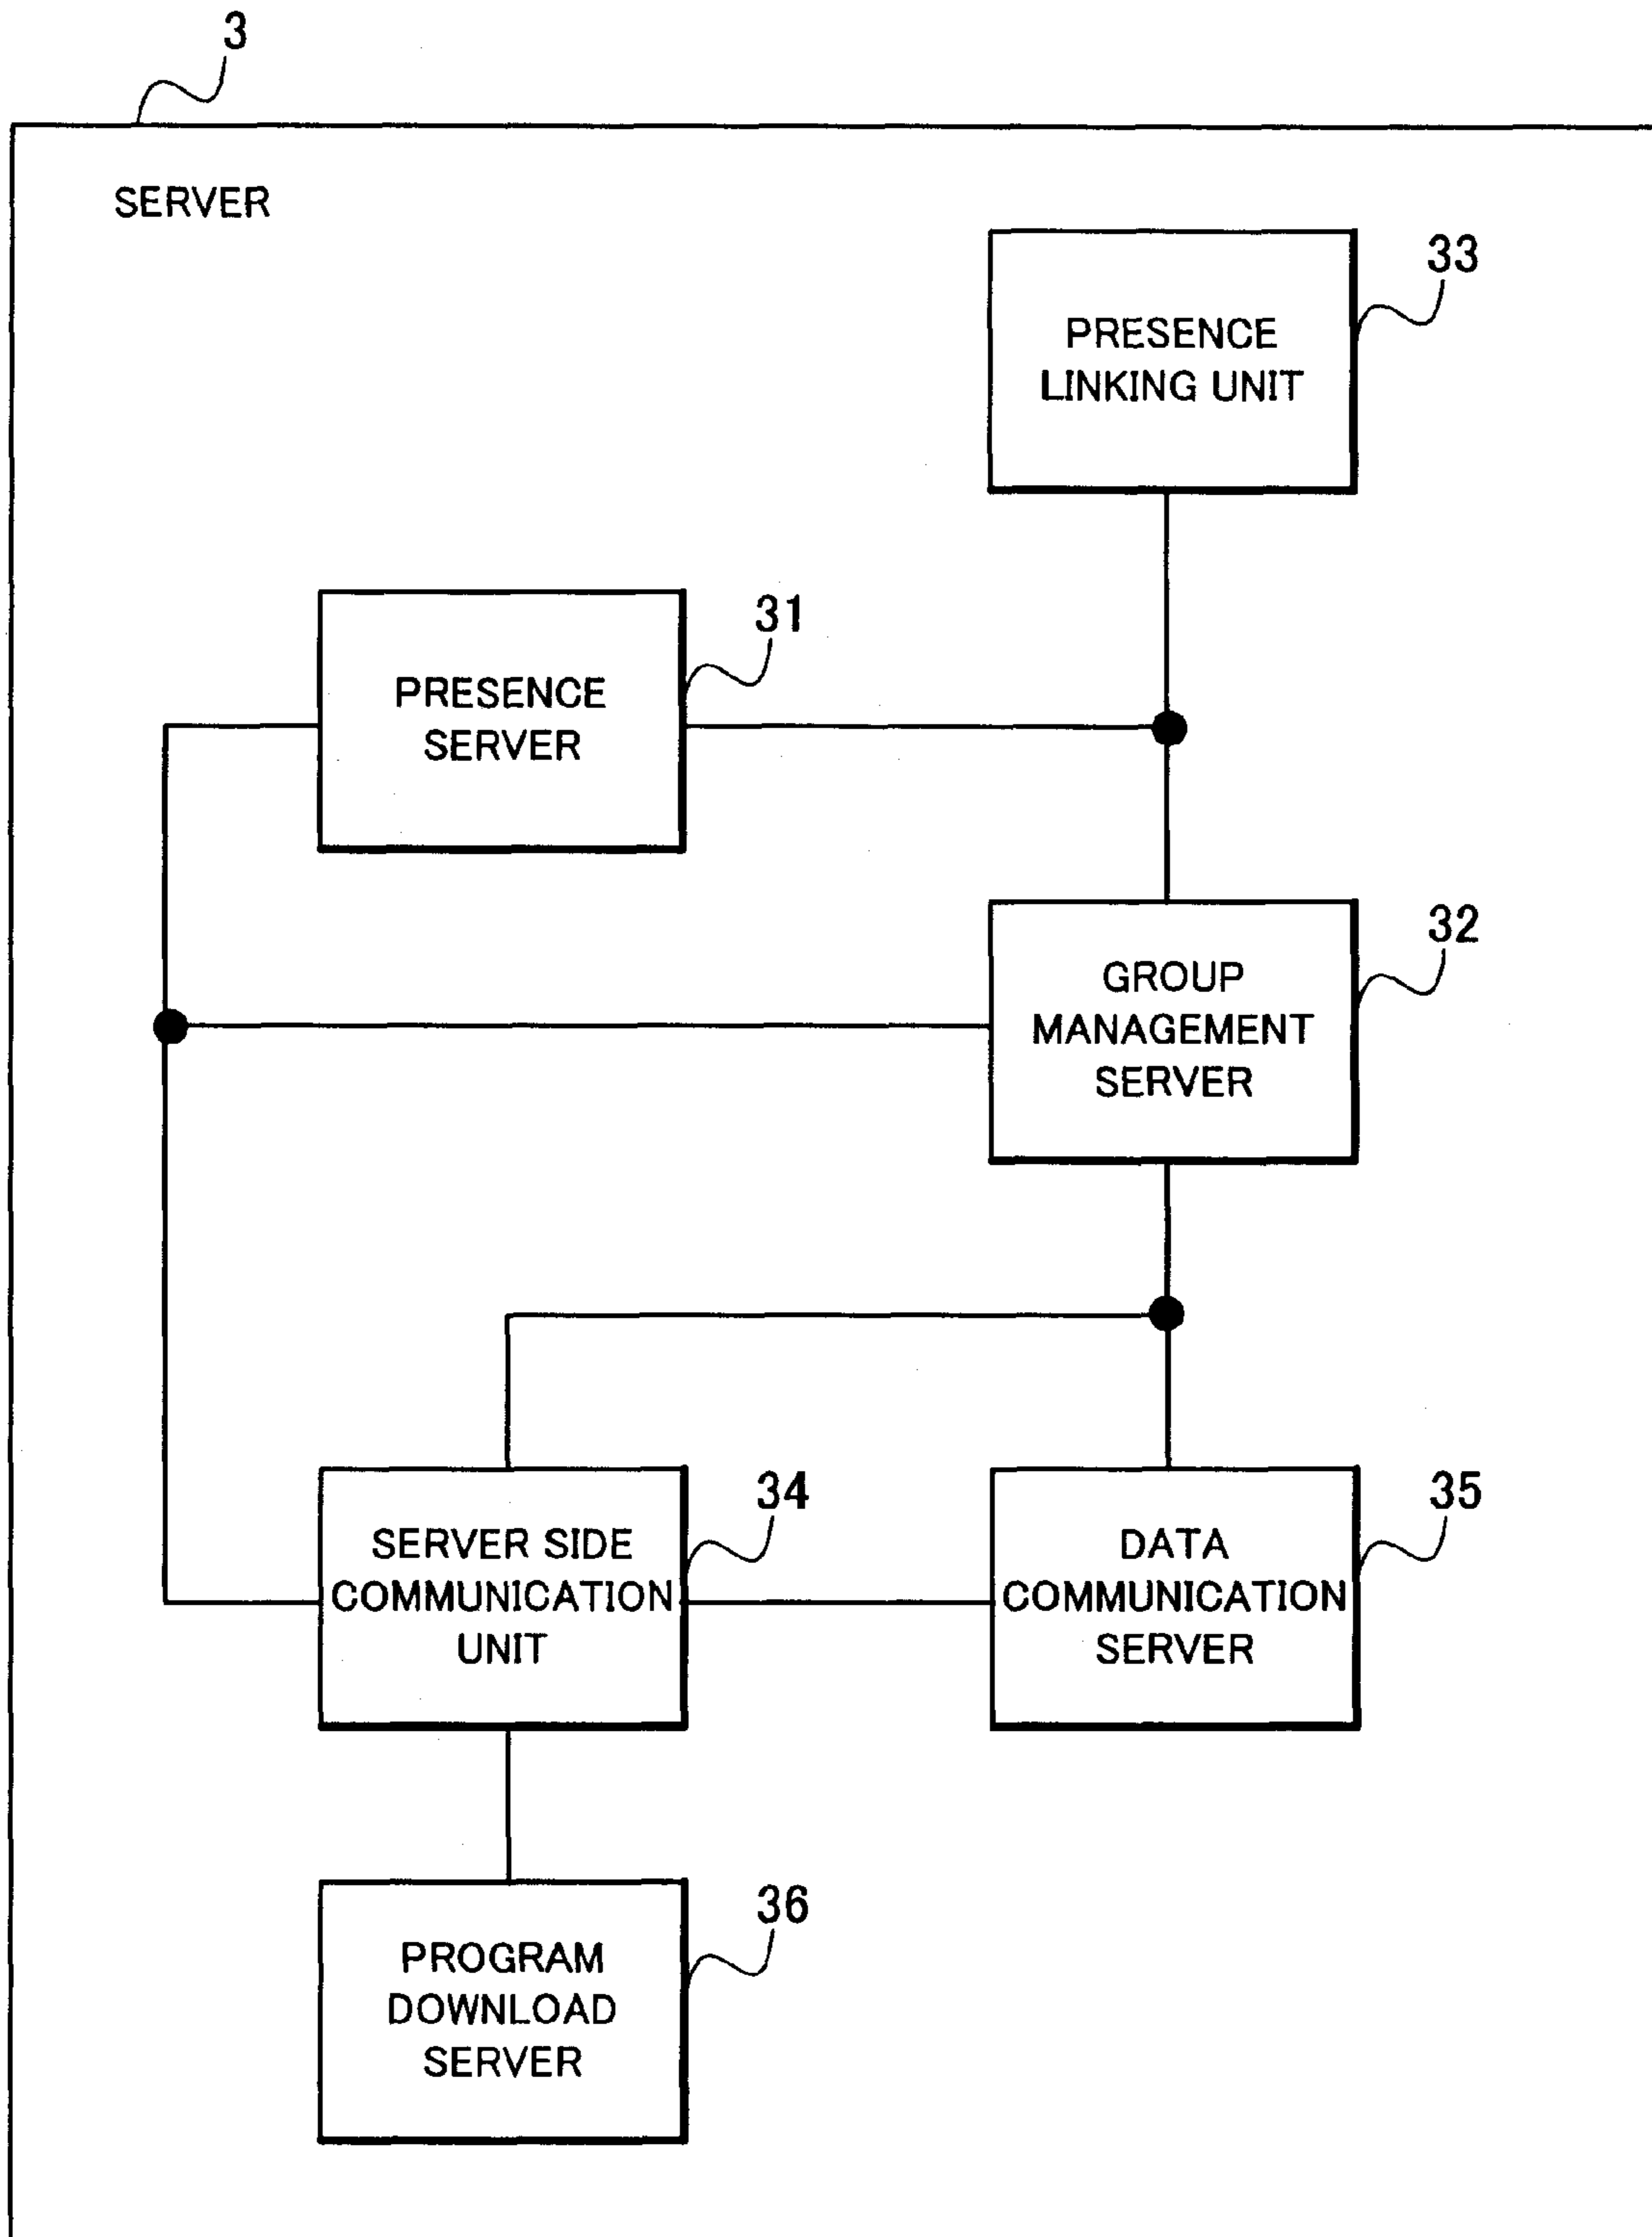 3
SERVER
33
PRESENCE
LINKING UNIT
31
PRESENCE
SERVER
32
GROUP
MANAGEMENT
SERVER
34
SERVER SIDE
COMMUNICATION
UNIT
35
DATA
COMMUNICATION
SERVER
36
PROGRAM
DOWNLOAD
SERVER